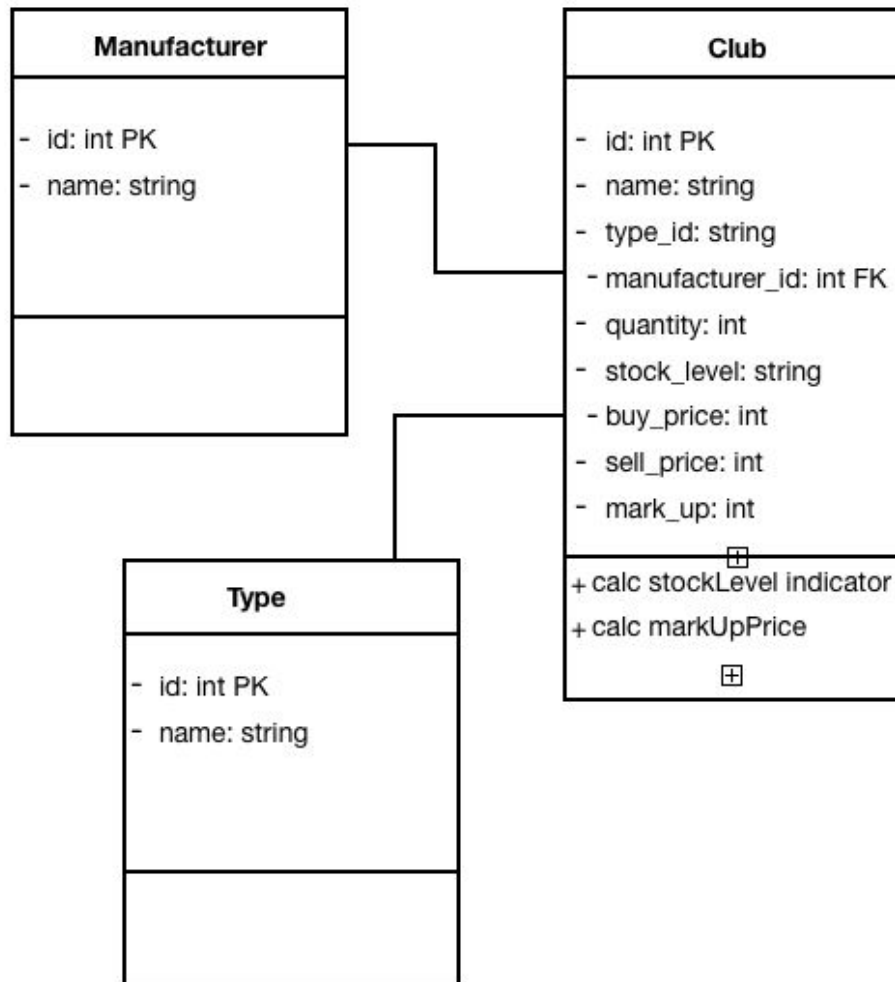 Manufacturer
- id: int PK
- name: string
Club
- id: int PK
- name: string
- type_id: string
- manufacturer_id: int FK
- quantity: int
- stock_level: string
- buy_price: int
- sell_price: int
- mark_up: int
+ calc stockLevel indicator
+ calc markUpPrice
Type
- id: int PK
- name: string